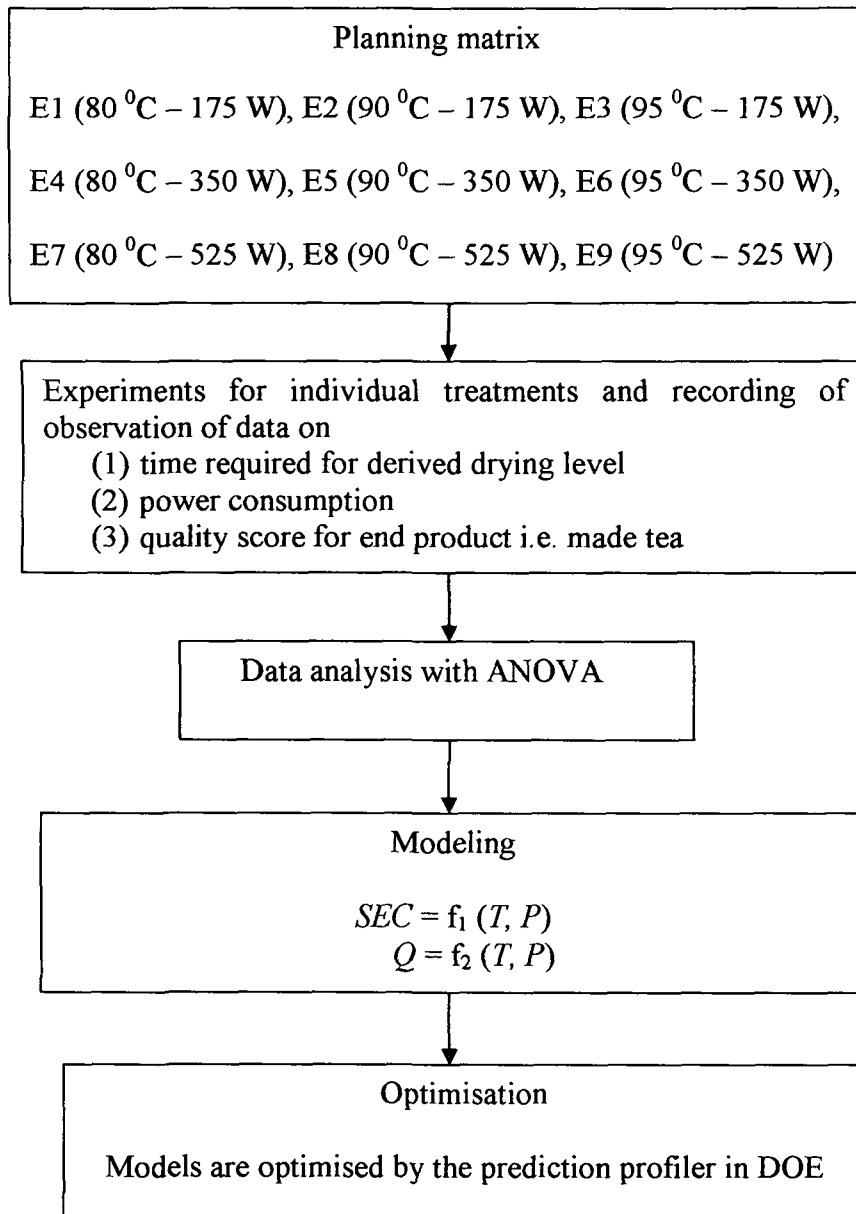 Planning matrix
E1 (80 ⁰C – 175 W), E2 (90 ⁰C – 175 W), E3 (95 ⁰C – 175 W),
E4 (80 ⁰C – 350 W), E5 (90 ⁰C – 350 W), E6 (95 ⁰C – 350 W),
E7 (80 ⁰C – 525 W), E8 (90 ⁰C – 525 W), E9 (95 ⁰C – 525 W)
Experiments for individual treatments and recording of
observation of data on
(1) time required for derived drying level
(2) power consumption
(3) quality score for end product i.e. made tea
Data analysis with ANOVA
Modeling
SEC = f₁ (T, P)
Q = f₂ (T, P)
Optimisation
Models are optimised by the prediction profiler in DOE